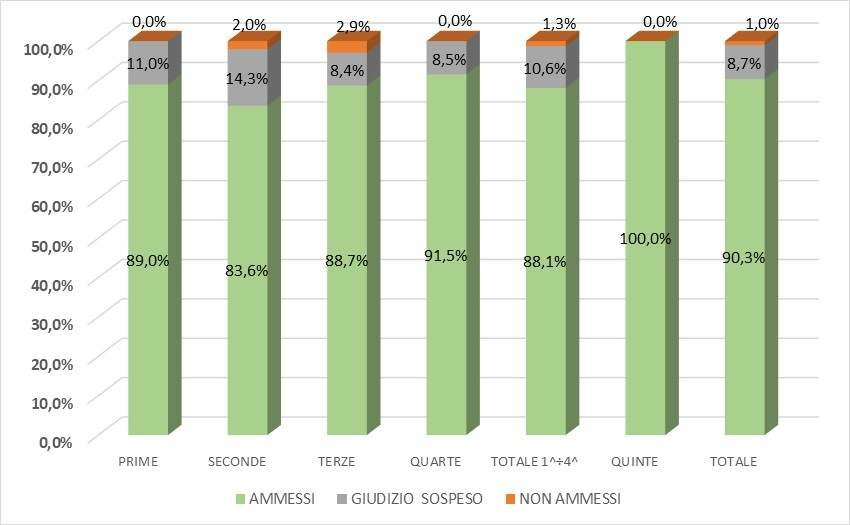 0,0% 2,0% 2,9% 0,0% 1,3% 0,0% 1,0%
100,0%
11,0% 14,3% 8,4% 8,5% 10,6% 8,7%
90,0%
80,0%
70,0%
60,0%
50,0%
89,0% 83,6% 88,7% 91,5% 88,1% 100,0% 90,3%
40,0%
30,0%
20,0%
10,0%
0,0%
PRIME SECONDE TERZE QUARTE TOTALE 1^÷4^ QUINTE TOTALE
AMMESSI GIUDIZIO SOSPESO NON AMMESSI